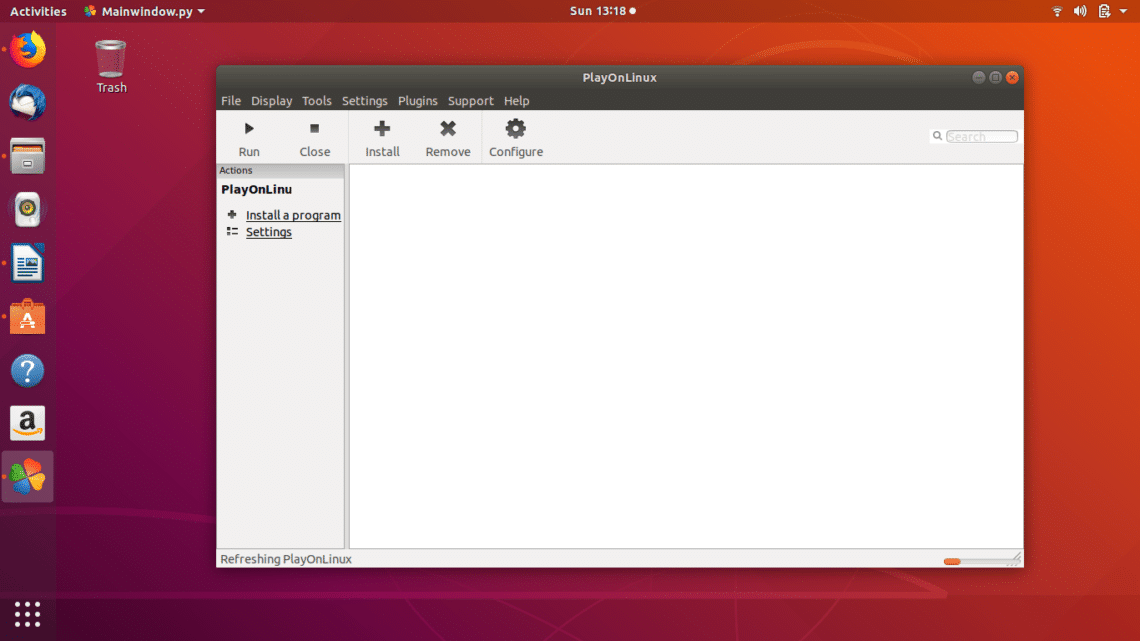 Activities Mainwindow.py Sun 13:18
Trash
PlayOnLinux
File Display Tools Settings Plugins Support Help
Run Close Install Remove Configure Search
Actions
PlayOnLinu
Install a program
Settings
a
Refreshing PlayOnLinux